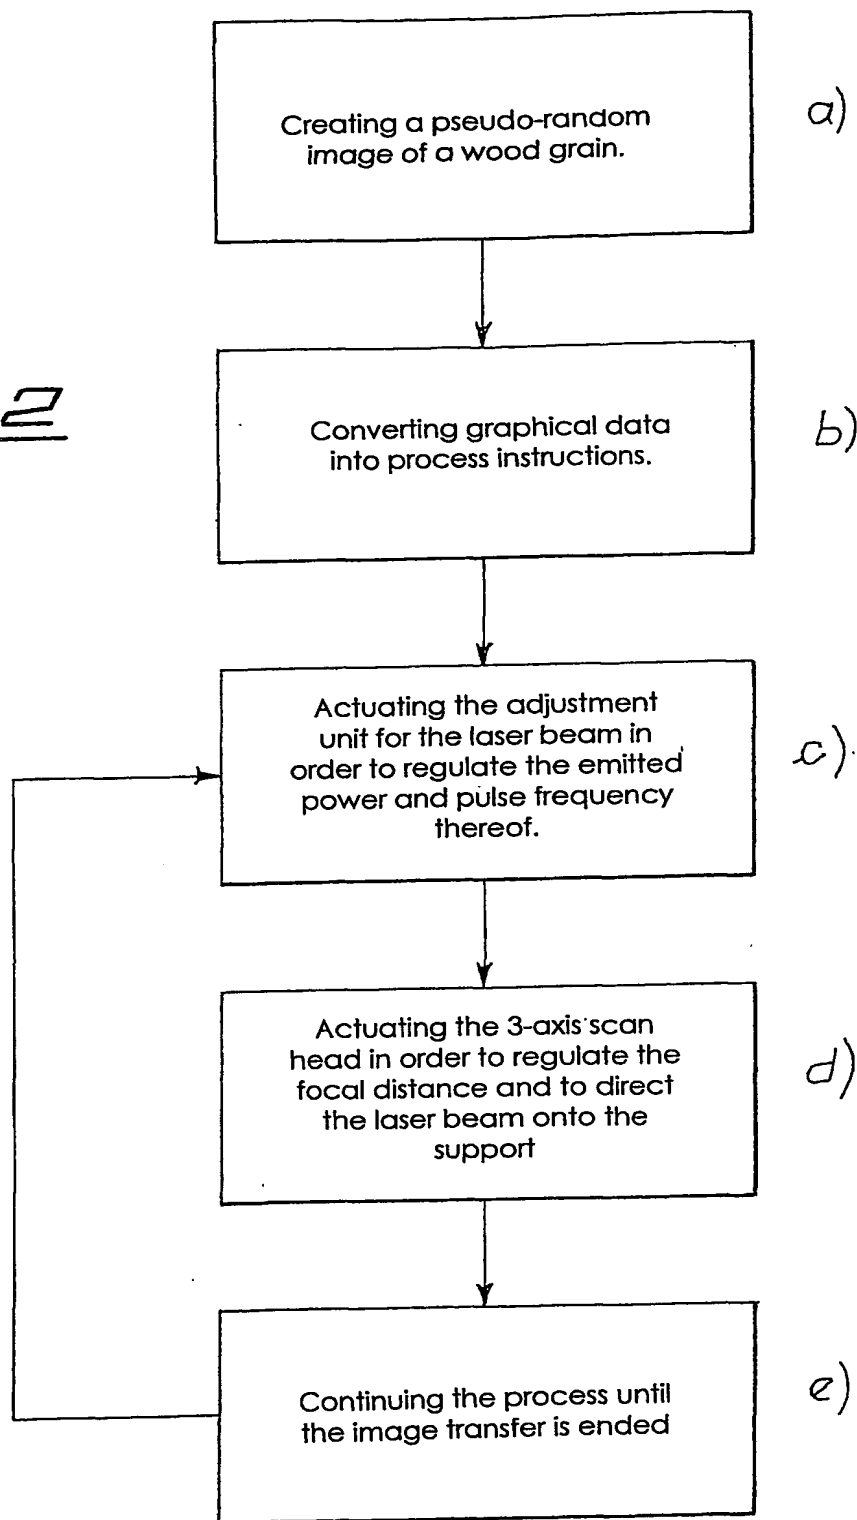 Creating a pseudo-random
image of a wood grain.
a)
2
Converting graphical data
into process instructions.
b)
Actuating the adjustment
unit for the laser beam in
order to regulate the emitted
power and pulse frequency
thereof.
c)
Actuating the 3-axis scan
head in order to regulate the
focal distance and to direct
the laser beam onto the
support
d)
Continuing the process until
the image transfer is ended
e)